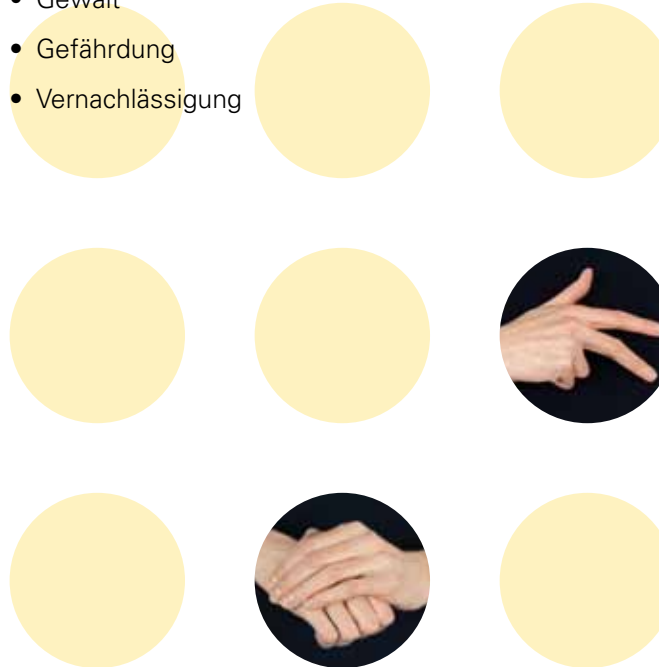 • Gewalt
• Gefährdung
• Vernachlässigung